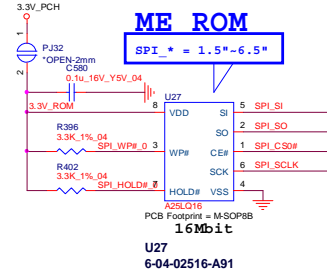 3.3V_PCH
ME ROM
SPI_* = 1.5"~6.5"
1
PJ32
*OPEN-2mm
2
C580
0.1u_16V_Y5V_04
U27
3.3V_ROM
8 VDD SI 5 SPI_SI
SO 2 SPI_SO
R396
3.3K_1%_04
SPI_WP#_0 3 WP# CE# 1 SPI_CS0#
SCK 6 SPI_SCLK
R402
3.3K_1%_04
SPI_HOLD#_0 7 HOLD# VSS 4
A25LQ16
PCB Footprint = M-SOP8B
16Mbit
U27
6-04-02516-A91